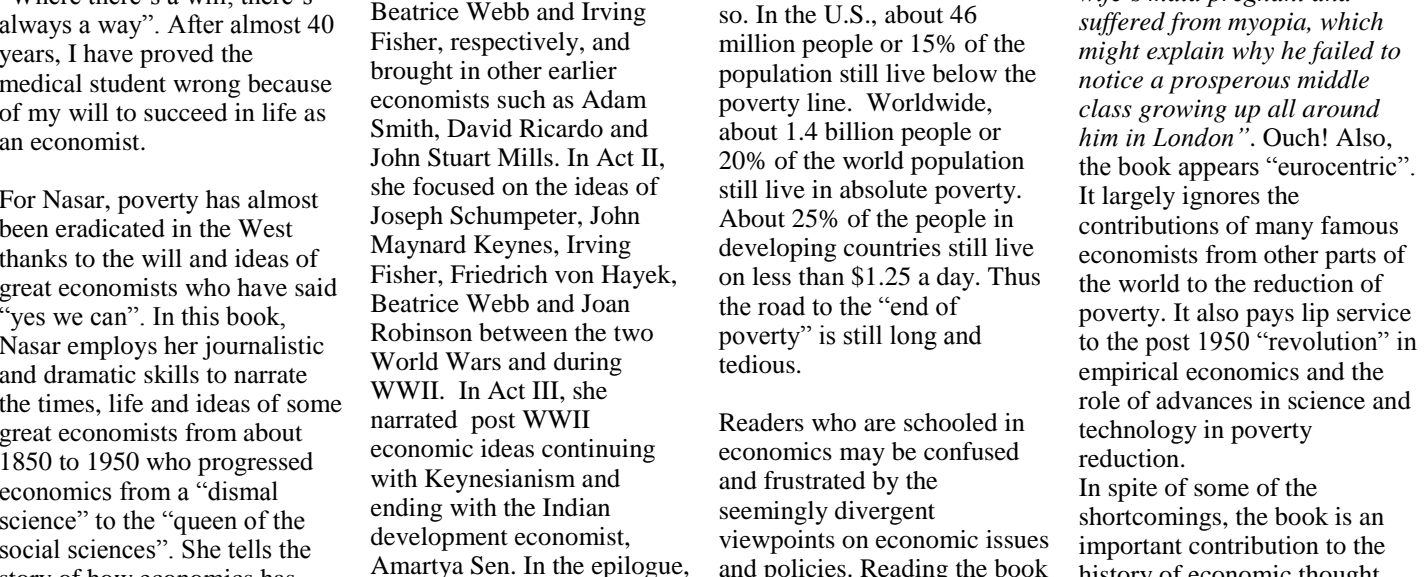 always a way”. After almost 40
years, I have proved the
medical student wrong because
of my will to succeed in life as
an economist.
For Nasar, poverty has almost
been eradicated in the West
thanks to the will and ideas of
great economists who have said
“yes we can”. In this book,
Nasar employs her journalistic
and dramatic skills to narrate
the times, life and ideas of some
great economists from about
1850 to 1950 who progressed
economics from a “dismal
science” to the “queen of the
social sciences”. She tells the
story of how economics has
Beatrice Webb and Irving
Fisher, respectively, and
brought in other earlier
economists such as Adam
Smith, David Ricardo and
John Stuart Mills. In Act II,
she focused on the ideas of
Joseph Schumpeter, John
Maynard Keynes, Irving
Fisher, Friedrich von Hayek,
Beatrice Webb and Joan
Robinson between the two
World Wars and during
WWII.  In Act III, she
narrated  post WWII
economic ideas continuing
with Keynesianism and
ending with the Indian
development economist,
Amartya Sen. In the epilogue,
so. In the U.S., about 46
million people or 15% of the
population still live below the
poverty line.  Worldwide,
about 1.4 billion people or
20% of the world population
still live in absolute poverty.
About 25% of the people in
developing countries still live
on less than $1.25 a day. Thus
the road to the “end of
poverty” is still long and
tedious.
Readers who are schooled in
economics may be confused
and frustrated by the
seemingly divergent
viewpoints on economic issues
and policies. Reading the book
suffered from myopia, which
might explain why he failed to
notice a prosperous middle
class growing up all around
him in London”. Ouch! Also,
the book appears “eurocentric”.
It largely ignores the
contributions of many famous
economists from other parts of
the world to the reduction of
poverty. It also pays lip service
to the post 1950 “revolution” in
empirical economics and the
role of advances in science and
technology in poverty
reduction.
In spite of some of the
shortcomings, the book is an
important contribution to the
history of economic thought